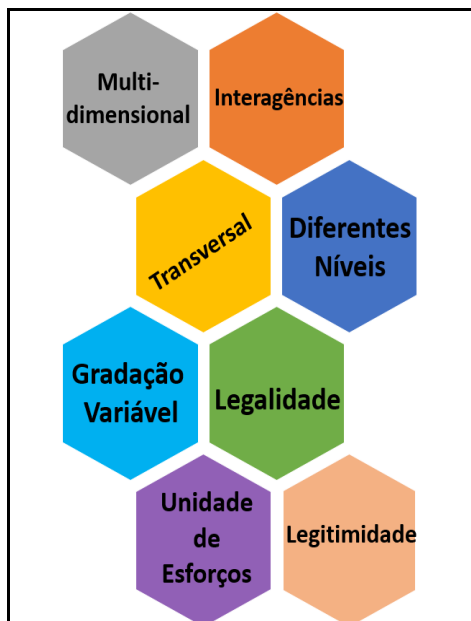 Multi-
dimensional
Interagências
Transversal
Diferentes
Níveis
Gradação
Variável
Legalidade
Unidade
de
Esforços
Legitimidade